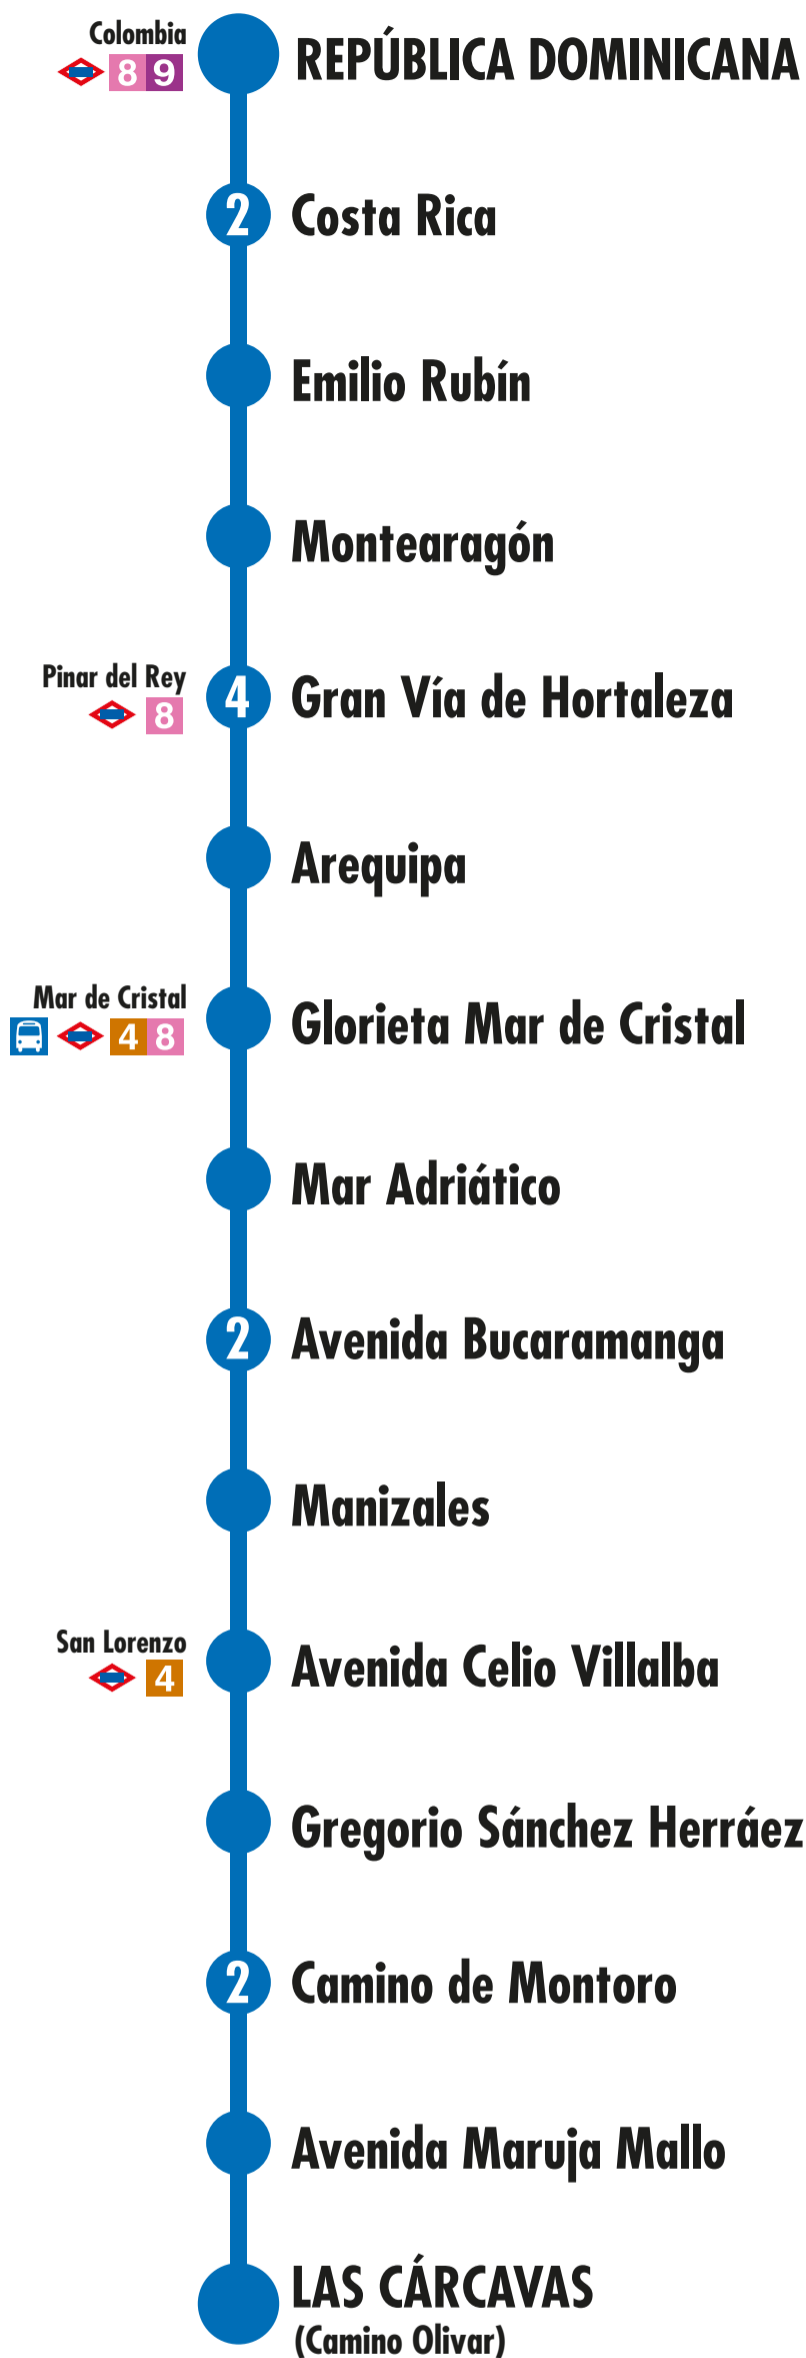 Colombia
8 9
REPÚBLICA DOMINICANA
2 Costa Rica
Emilio Rubín
Montearagón
Pinar del Rey
8
4 Gran Vía de Hortaleza
Arequipa
Mar de Cristal
4 8
Glorieta Mar de Cristal
Mar Adriático
2 Avenida Bucaramanga
Manizales
San Lorenzo
4
Avenida Celio Villalba
Gregorio Sánchez Herráez
2 Camino de Montoro
Avenida Maruja Mallo
LAS CÁRCAVAS
(Camino Olivar)